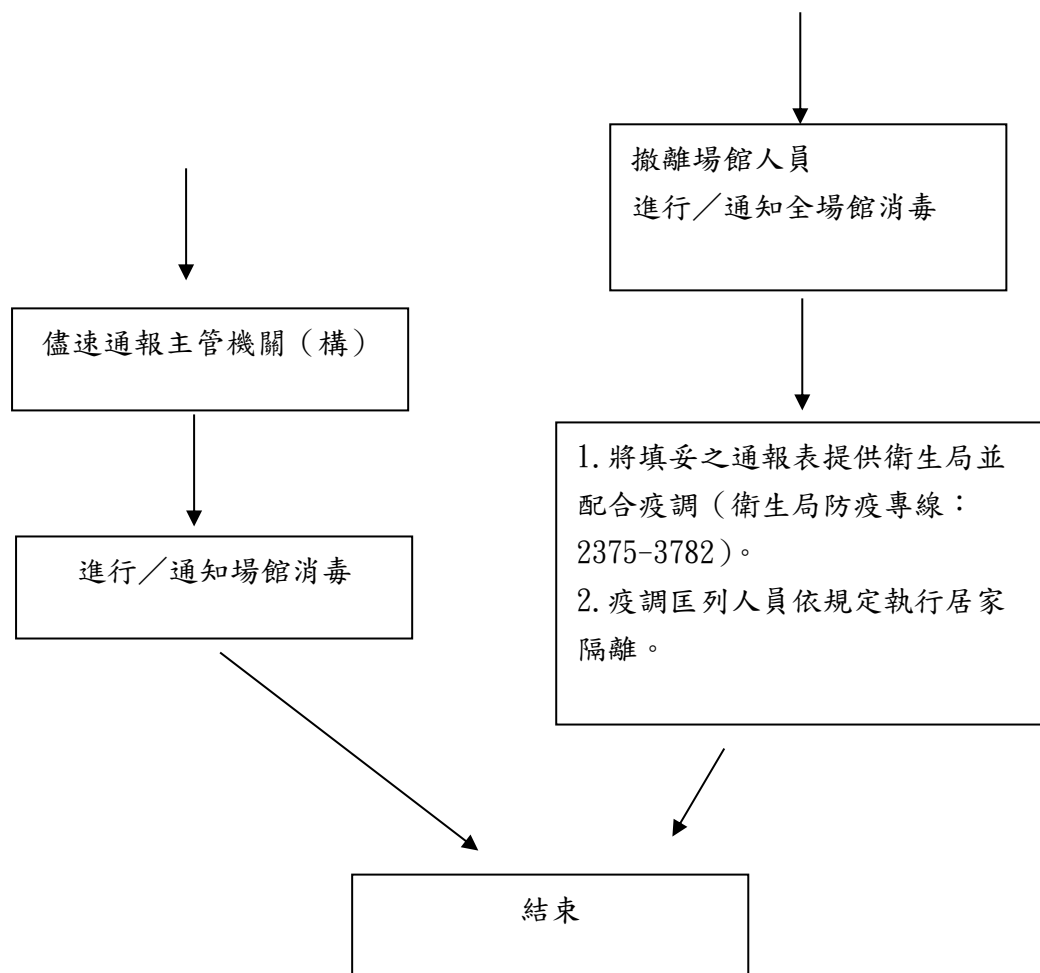 撤離場館人員
進行／通知全場館消毒
儘速通報主管機關（構）
1.將填妥之通報表提供衛生局並
配合疫調（衛生局防疫專線：
2375-3782）。
2.疫調匡列人員依規定執行居家
隔離。
進行／通知場館消毒
結束